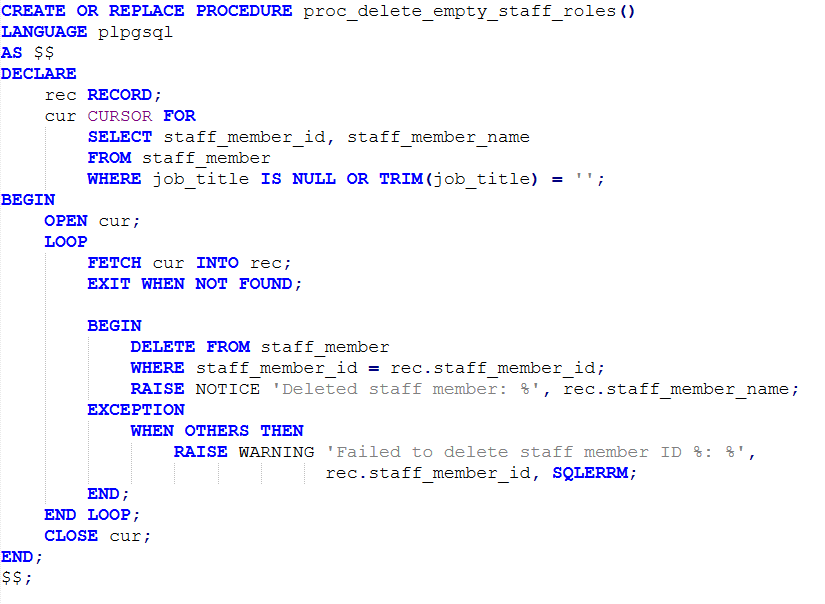 CREATE OR REPLACE PROCEDURE proc_delete_empty_staff_roles()
LANGUAGE plpgsql
AS $$
DECLARE
    rec RECORD;
    cur CURSOR FOR
        SELECT staff_member_id, staff_member_name
        FROM staff_member
        WHERE job_title IS NULL OR TRIM(job_title) = '';
BEGIN
    OPEN cur;
    LOOP
        FETCH cur INTO rec;
        EXIT WHEN NOT FOUND;

        BEGIN
            DELETE FROM staff_member
            WHERE staff_member_id = rec.staff_member_id;
            RAISE NOTICE 'Deleted staff member: %', rec.staff_member_name;
        EXCEPTION
            WHEN OTHERS THEN
                RAISE WARNING 'Failed to delete staff member ID %: %',
                              rec.staff_member_id, SQLERRM;
        END;
    END LOOP;
    CLOSE cur;
END;
$$;